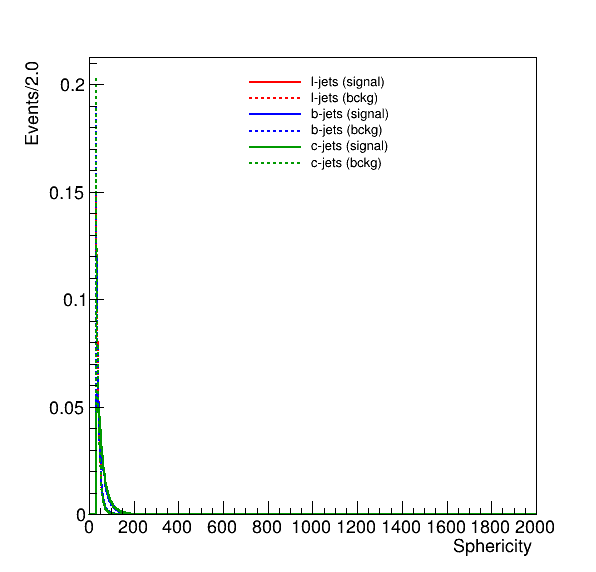 Events/2.0
0.2
0.15
0.1
0.05
0
l-jets (signal)
l-jets (bckg)
b-jets (signal)
b-jets (bckg)
c-jets (signal)
c-jets (bckg)
0 200 400 600 800 1000 1200 1400 1600 1800 2000
Sphericity